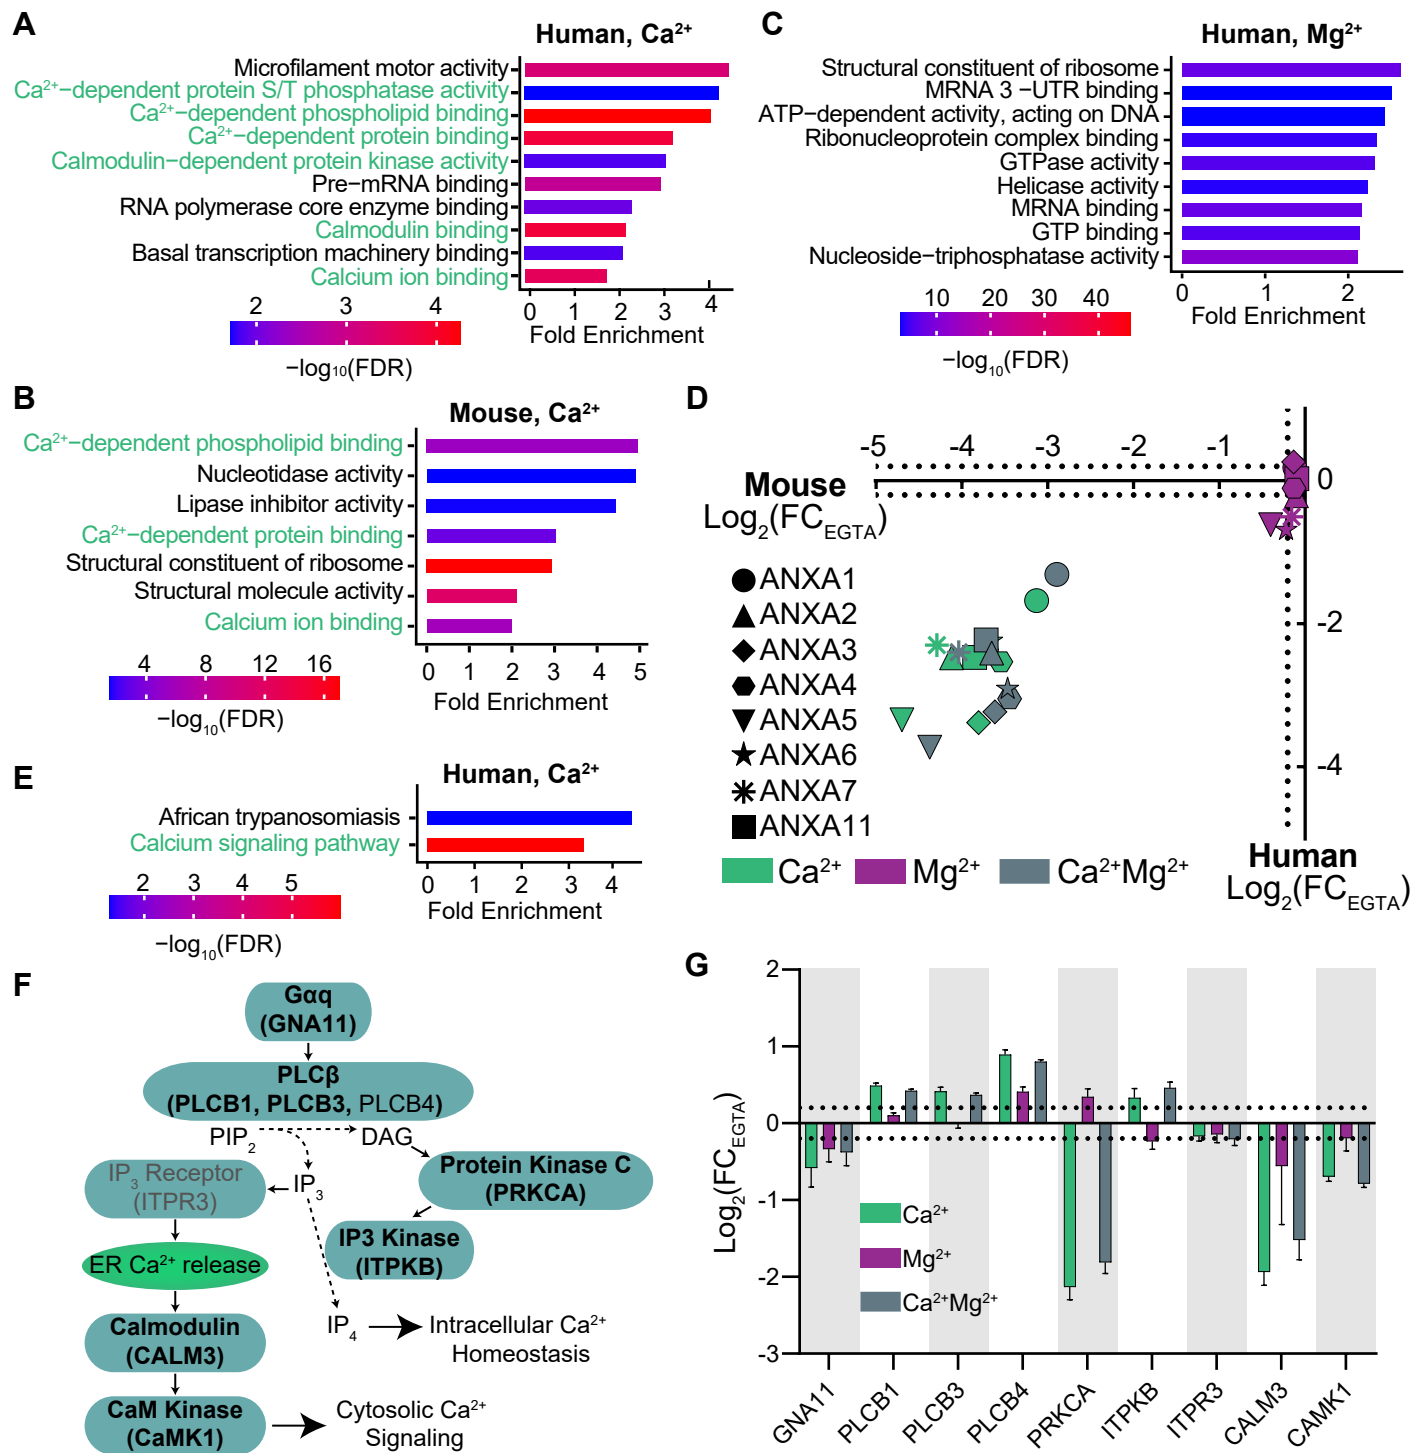 A
Human, Ca²⁺
Microfilament motor activity
Ca²⁺−dependent protein S/T phosphatase activity
Ca²⁺−dependent phospholipid binding
Ca²⁺−dependent protein binding
Calmodulin−dependent protein kinase activity
Pre−mRNA binding
RNA polymerase core enzyme binding
Calmodulin binding
Basal transcription machinery binding
Calcium ion binding
0 1 2 3 4
Fold Enrichment
2 3 4
−log₁₀(FDR)
C
Human, Mg²⁺
Structural constituent of ribosome
MRNA 3 −UTR binding
ATP−dependent activity, acting on DNA
Ribonucleoprotein complex binding
GTPase activity
Helicase activity
MRNA binding
GTP binding
Nucleoside−triphosphatase activity
0 1 2
Fold Enrichment
10 20 30 40
−log₁₀(FDR)
B
Mouse, Ca²⁺
Ca²⁺−dependent phospholipid binding
Nucleotidase activity
Lipase inhibitor activity
Ca²⁺−dependent protein binding
Structural constituent of ribosome
Structural molecule activity
Calcium ion binding
0 1 2 3 4 5
Fold Enrichment
4 8 12 16
−log₁₀(FDR)
D
-5 -4 -3 -2 -1
Mouse
Log₂(FC_EGTA)
0
-2
-4
Human
Log₂(FC_EGTA)
ANXA1
ANXA2
ANXA3
ANXA4
ANXA5
ANXA6
ANXA7
ANXA11
Ca²⁺ Mg²⁺ Ca²⁺Mg²⁺
E
Human, Ca²⁺
African trypanosomiasis
Calcium signaling pathway
0 1 2 3 4
Fold Enrichment
2 3 4 5
−log₁₀(FDR)
F
Gαq
(GNA11)
PLCβ
(PLCB1, PLCB3, PLCB4)
PIP₂ DAG
IP₃ Receptor
(ITPR3)
IP₃
Protein Kinase C
(PRKCA)
IP3 Kinase
(ITPKB)
ER Ca²⁺ release
IP₄
Intracellular Ca²⁺
Homeostasis
Calmodulin
(CALM3)
CaM Kinase
(CaMK1)
Cytosolic Ca²⁺
Signaling
G
2
1
0
-1
-2
-3
Log₂(FC_EGTA)
Ca²⁺
Mg²⁺
Ca²⁺Mg²⁺
GNA11 PLCB1 PLCB3 PLCB4 PRKCA ITPKB ITPR3 CALM3 CAMK1